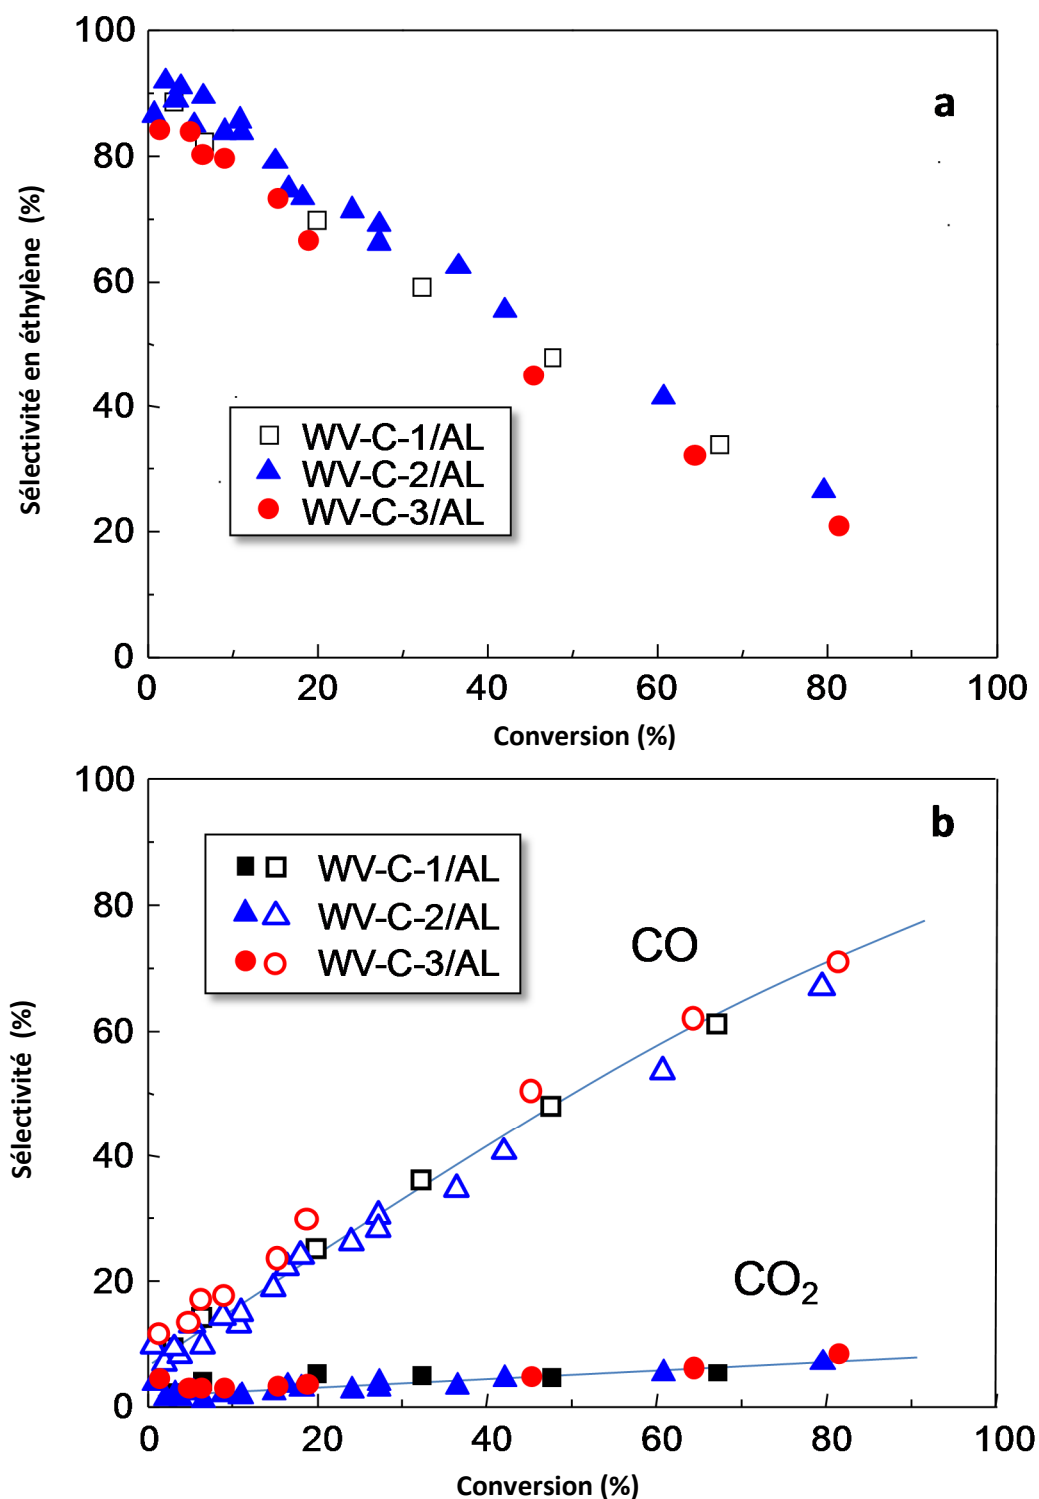 100
80
60
40
20
0
Sélectivité en éthylène (%)
a
WV-C-1/AL
WV-C-2/AL
WV-C-3/AL
0 20 40 60 80 100
Conversion (%)
100
80
60
40
20
0
Sélectivité (%)
b
WV-C-1/AL
WV-C-2/AL
WV-C-3/AL
CO
CO₂
0 20 40 60 80 100
Conversion (%)